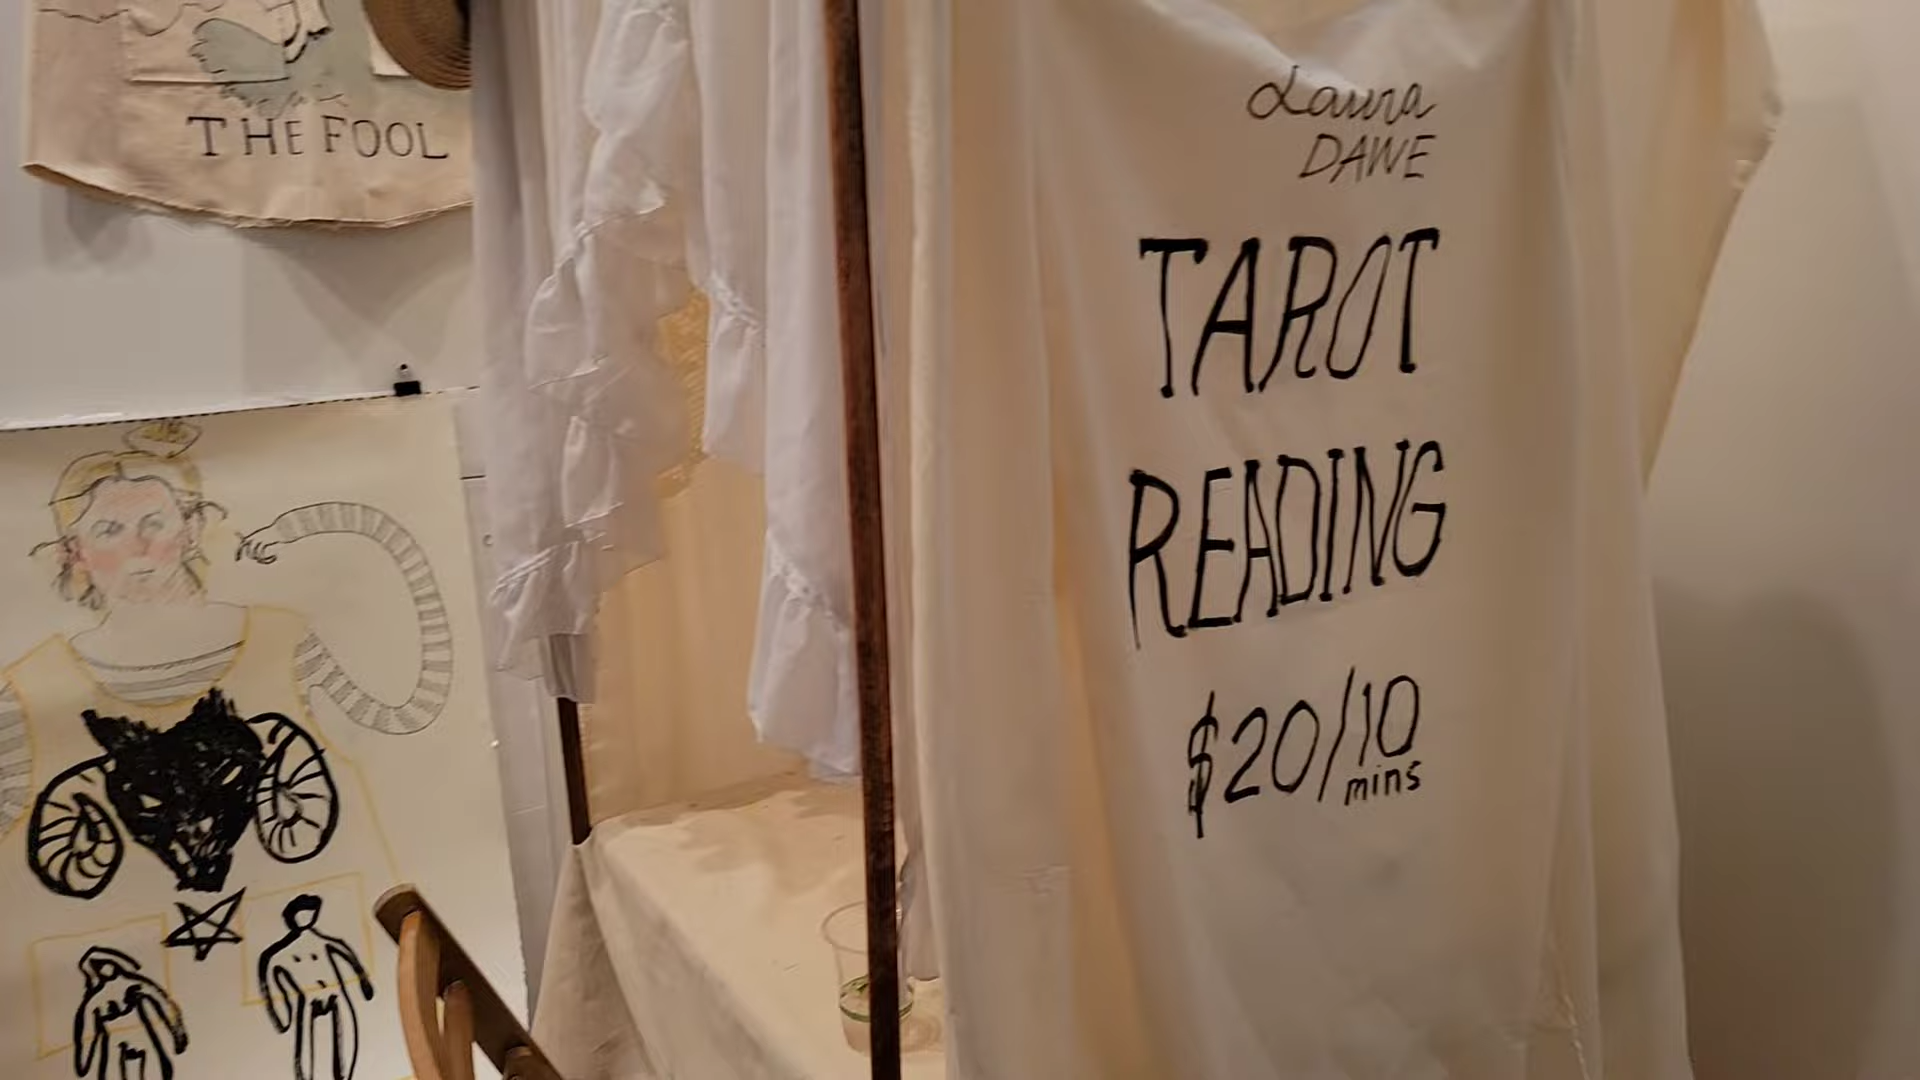 THE FOOL
Laura
DAWE
TAROT
READING
$20/10
mins